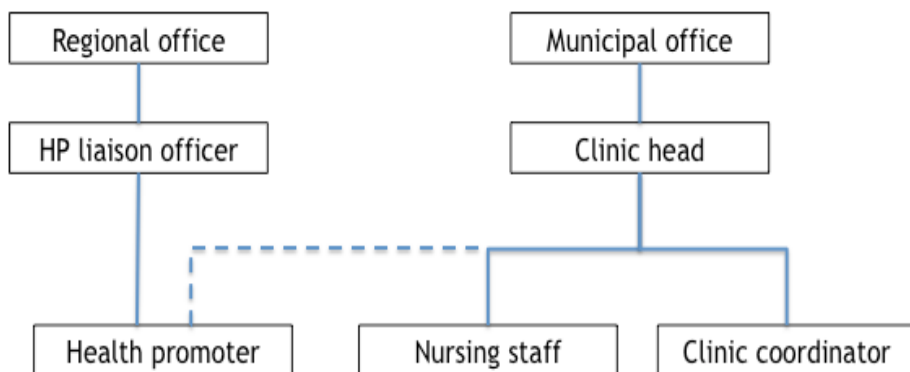 Regional office
Municipal office
HP liaison officer
Clinic head
Health promoter
Nursing staff
Clinic coordinator